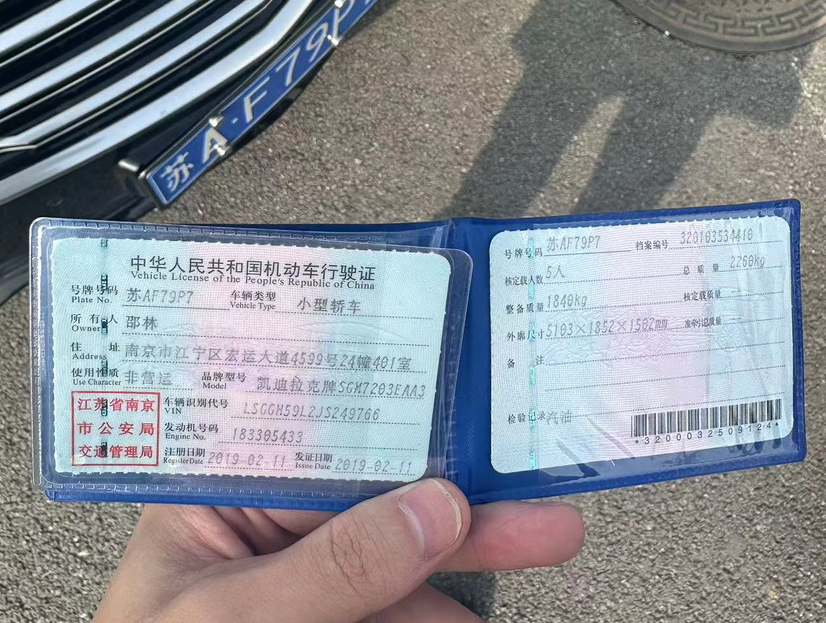 苏A·F79P7
中华人民共和国机动车行驶证
Vehicle License of the People's Republic of China
号牌号码 Plate No. 苏AF79P7 车辆类型 Vehicle Type 小型轿车
所有人 Owner 邵林
住址 Address 南京市江宁区宏运大道4599号24幢401室
使用性质 Use Character 非营运 品牌型号 Model 凯迪拉克牌SGM7203EAA3
江苏省南京
市公安局
交通管理局
车辆识别代号 VIN LSGGH59L2JS249766
发动机号码 Engine No. 183305433
注册日期 Register Date 2019-02-11 发证日期 Issue Date 2019-02-11
号牌号码 苏AF79P7 档案编号 320103534410
核定载人数 5人 总质量 2260kg
整备质量 1840kg 核定载质量
外廓尺寸 5103×1852×1502mm 准牵引总质量
备注
检验记录 汽油
*32000032509124*